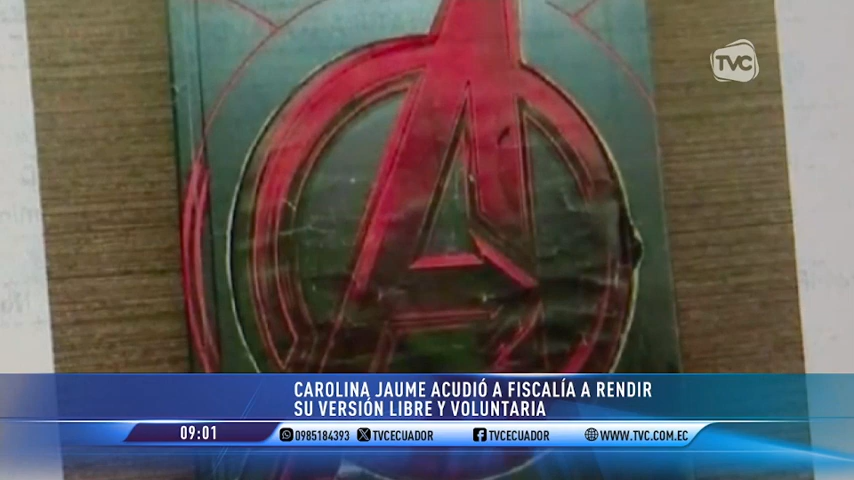 TVC
A
CAROLINA JAUME ACUDIÓ A FISCALÍA A RENDIR
SU VERSIÓN LIBRE Y VOLUNTARIA
09:01
0985184393
TVCECUADOR
TVCECUADOR
WWW.TVC.COM.EC